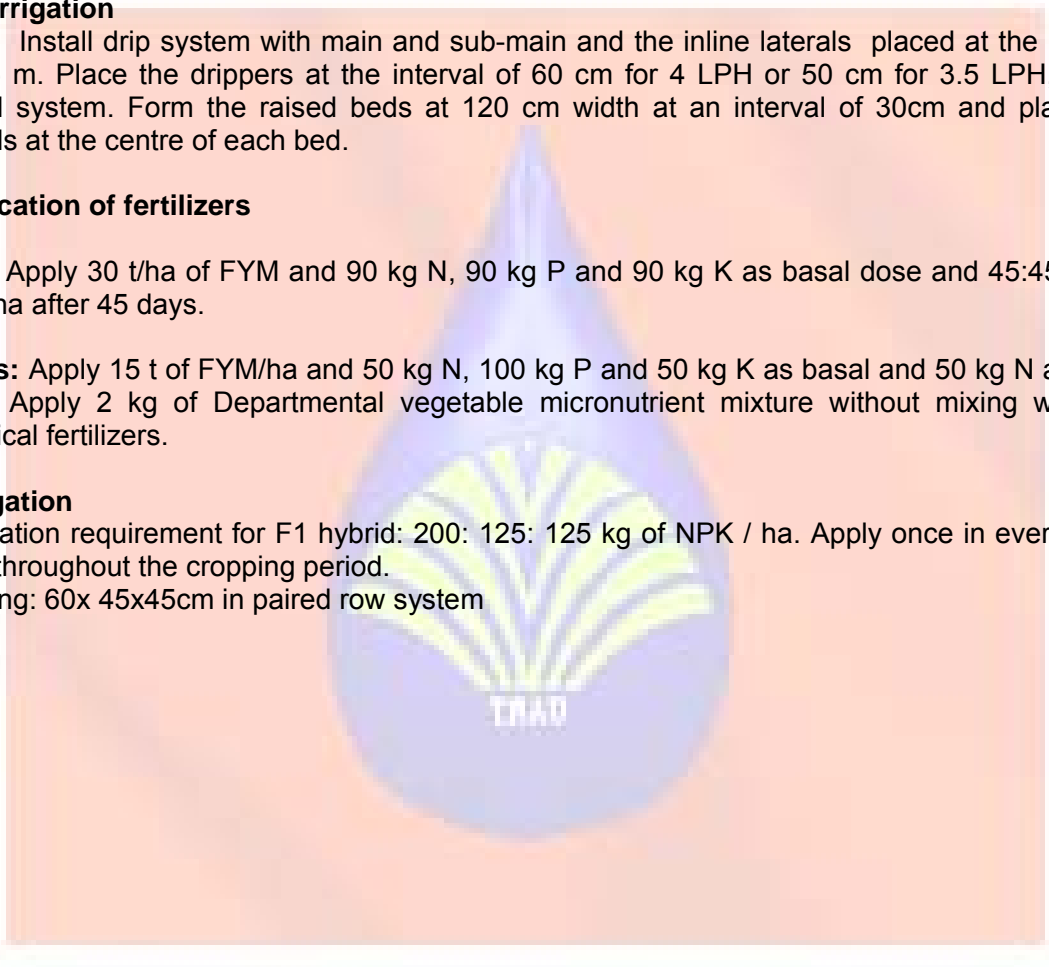 rrigation
Install drip system with main and sub-main and the inline laterals placed at the
m. Place the drippers at the interval of 60 cm for 4 LPH or 50 cm for 3.5 LPH
system. Form the raised beds at 120 cm width at an interval of 30cm and pla
ls at the centre of each bed.
cation of fertilizers
Apply 30 t/ha of FYM and 90 kg N, 90 kg P and 90 kg K as basal dose and 45:45
ha after 45 days.
s: Apply 15 t of FYM/ha and 50 kg N, 100 kg P and 50 kg K as basal and 50 kg N a
Apply 2 kg of Departmental vegetable micronutrient mixture without mixing w
ical fertilizers.
gation
ation requirement for F1 hybrid: 200: 125: 125 kg of NPK / ha. Apply once in ever
throughout the cropping period.
ng: 60x 45x45cm in paired row system
TNAU